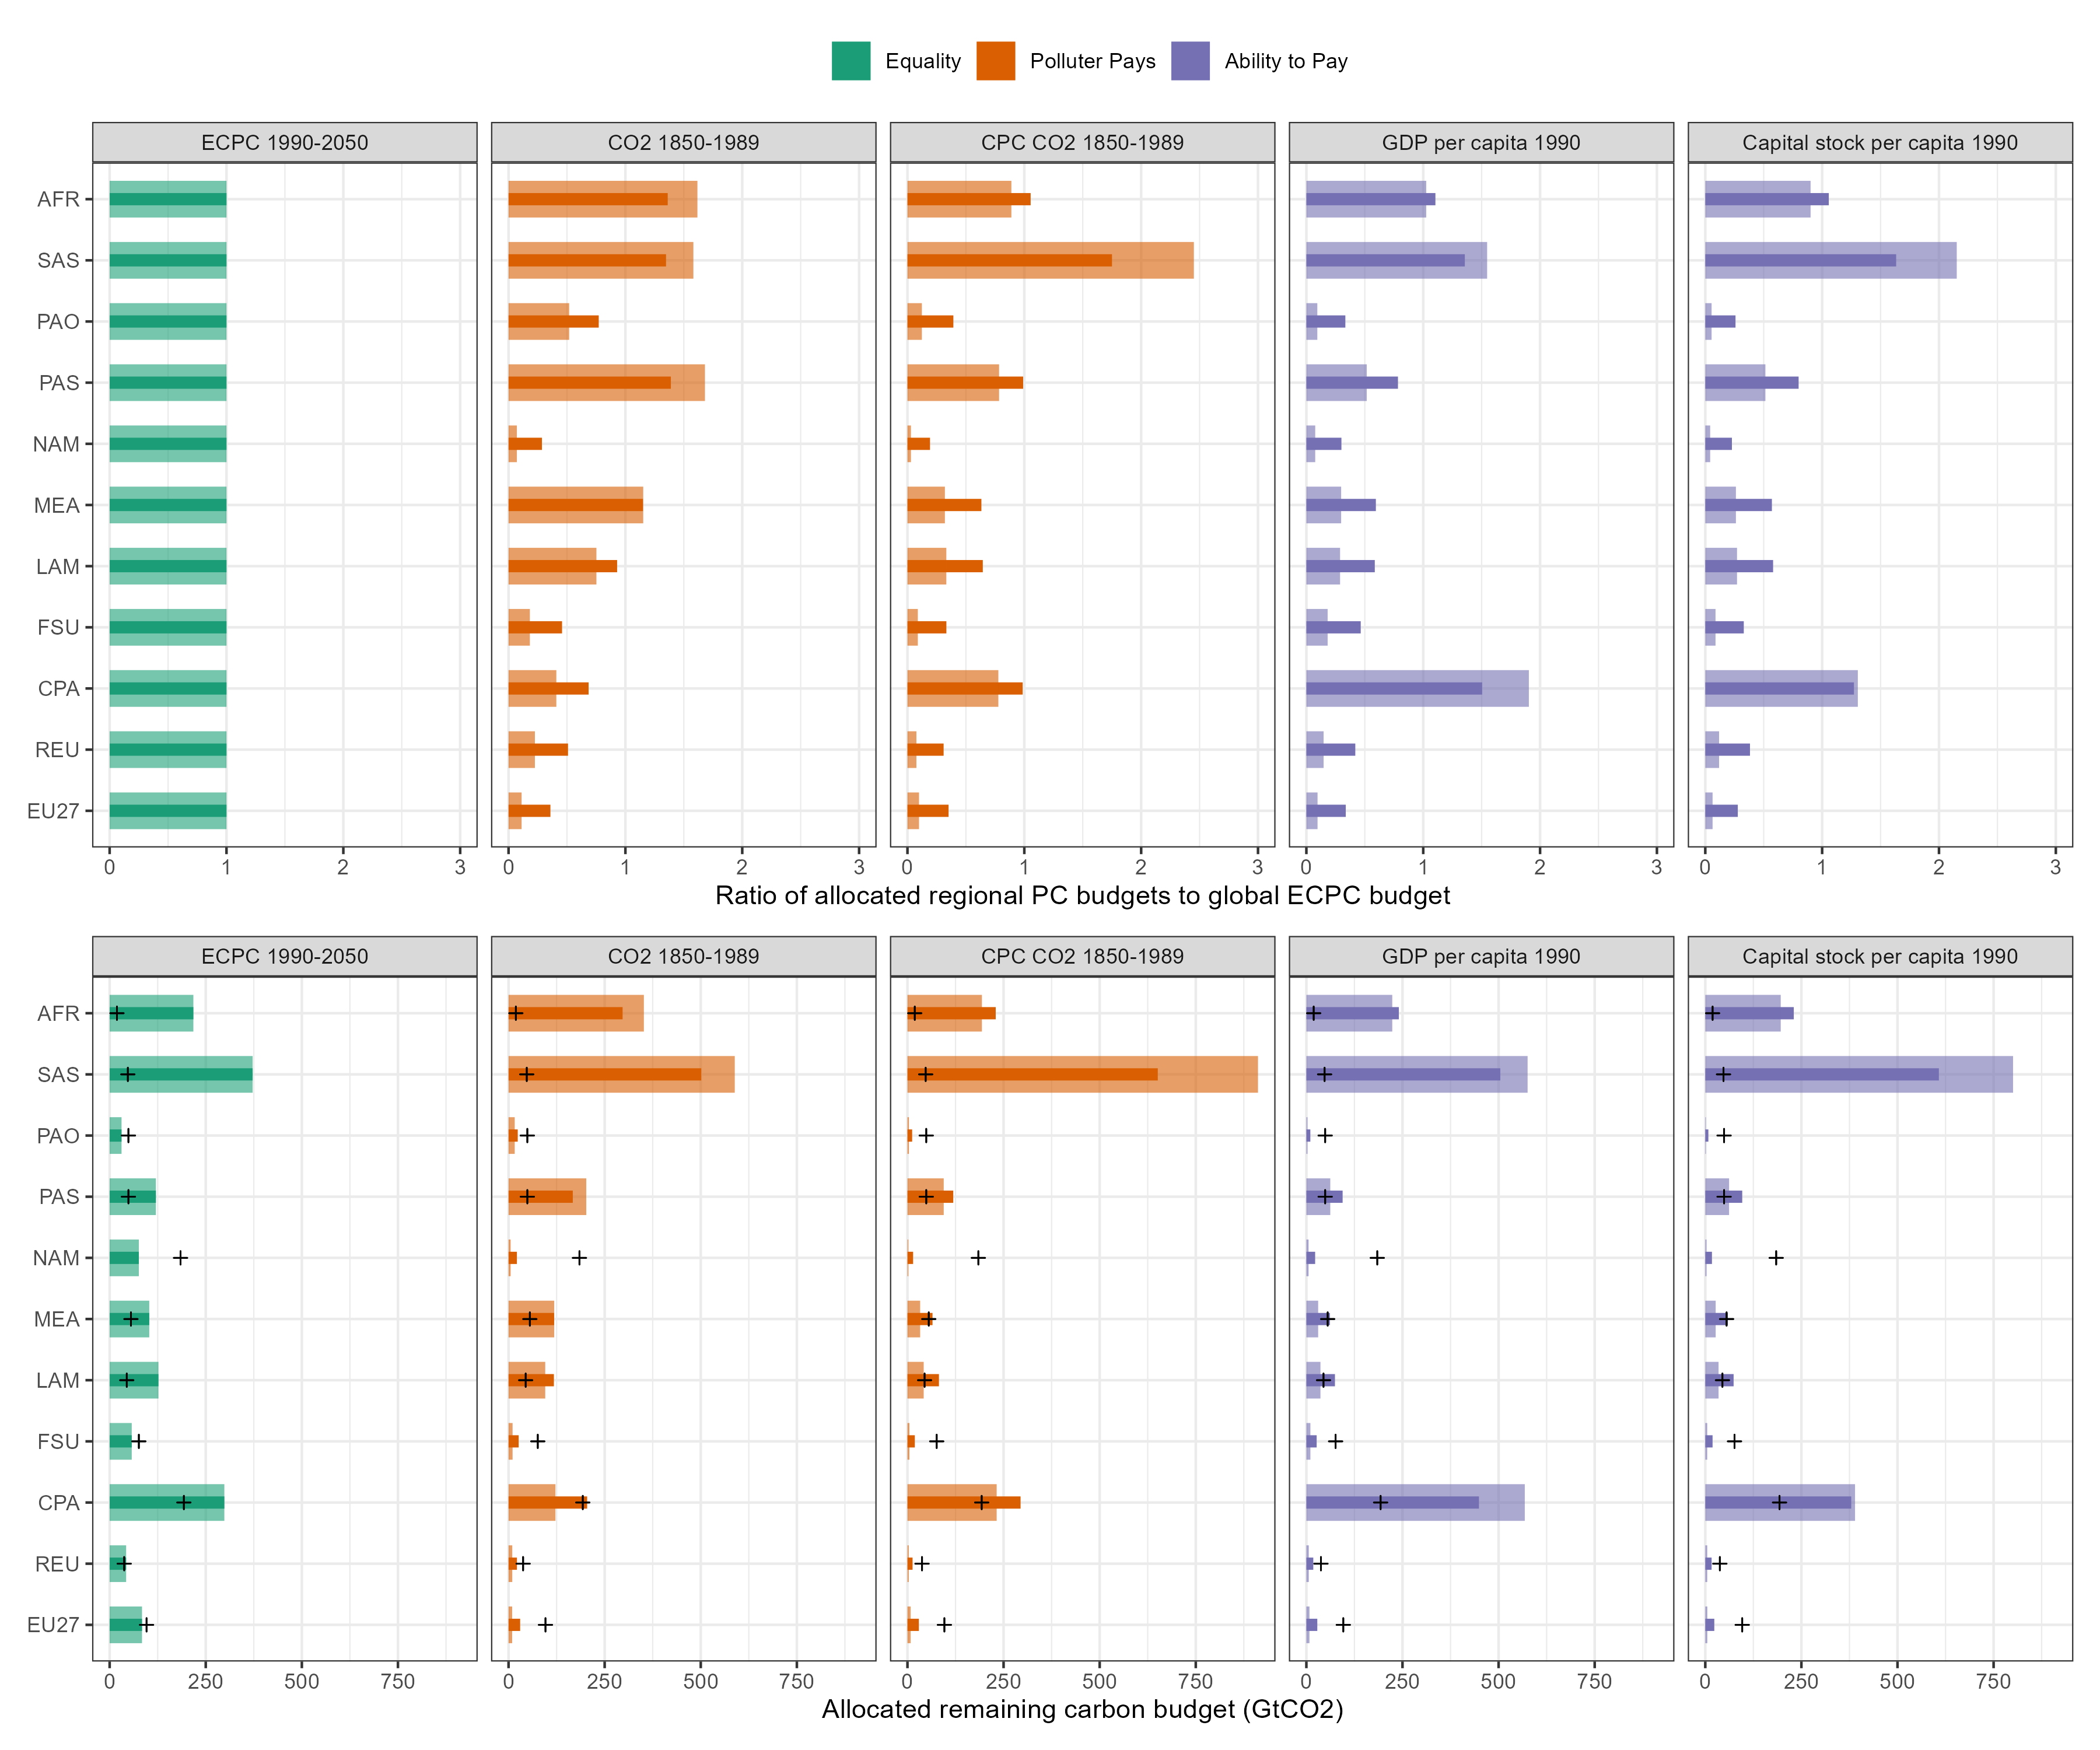 Equality Polluter Pays Ability to Pay
ECPC 1990-2050 CO2 1850-1989 CPC CO2 1850-1989 GDP per capita 1990 Capital stock per capita 1990
AFR
SAS
PAO
PAS
NAM
MEA
LAM
FSU
CPA
REU
EU27
0 1 2 3 0 1 2 3 0 1 2 3 0 1 2 3 0 1 2 3
Ratio of allocated regional PC budgets to global ECPC budget
ECPC 1990-2050 CO2 1850-1989 CPC CO2 1850-1989 GDP per capita 1990 Capital stock per capita 1990
AFR
SAS
PAO
PAS
NAM
MEA
LAM
FSU
CPA
REU
EU27
0 250 500 750 0 250 500 750 0 250 500 750 0 250 500 750 0 250 500 750
Allocated remaining carbon budget (GtCO2)